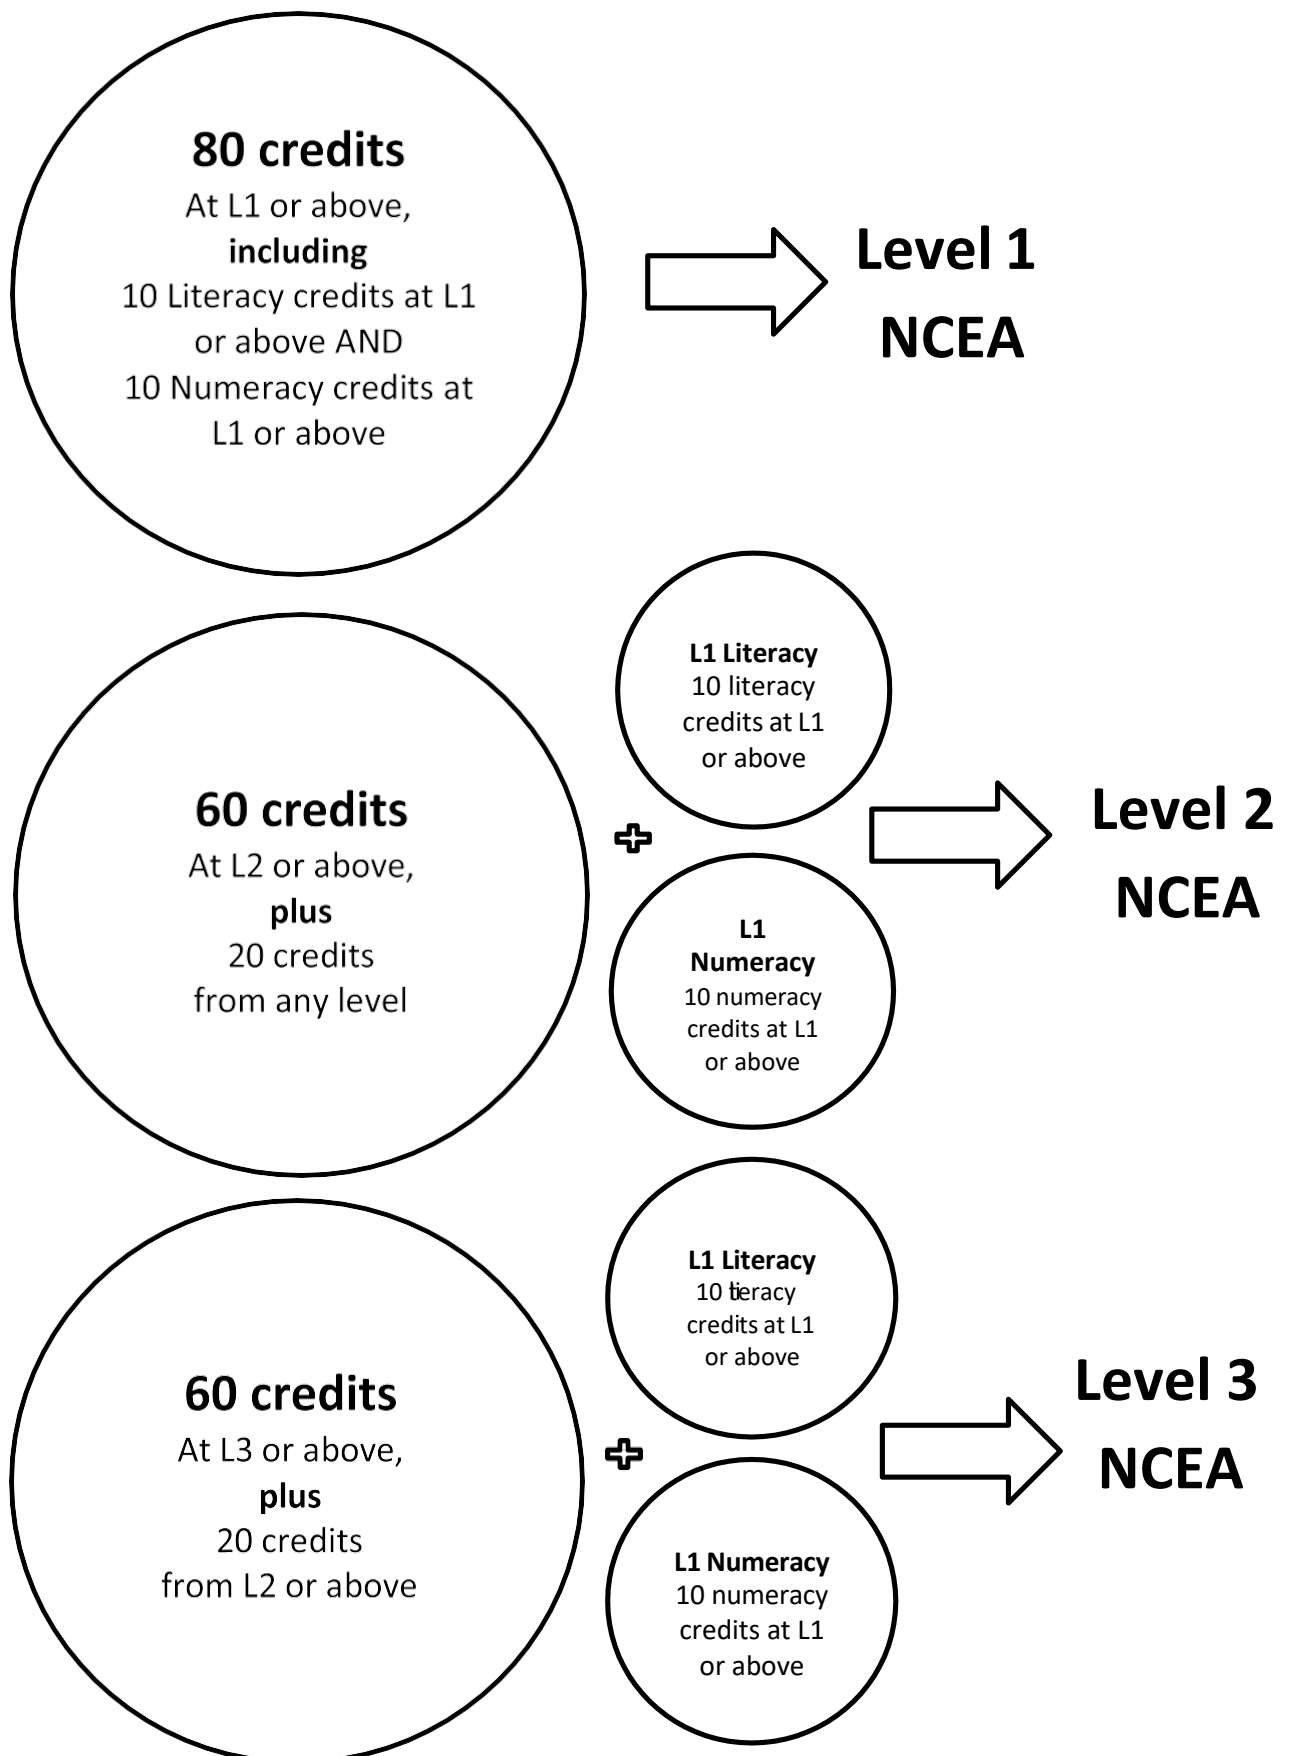 80 credits
At L1 or above,
including
10 Literacy credits at L1
or above AND
10 Numeracy credits at
L1 or above
Level 1
NCEA
60 credits
At L2 or above,
plus
20 credits
from any level
L1 Literacy
10 literacy
credits at L1
or above
L1
Numeracy
10 numeracy
credits at L1
or above
Level 2
NCEA
60 credits
At L3 or above,
plus
20 credits
from L2 or above
L1 Literacy
10
credits at L1
or above
L1 Numeracy
10 numeracy
credits at L1
or above
Level 3
NCEA